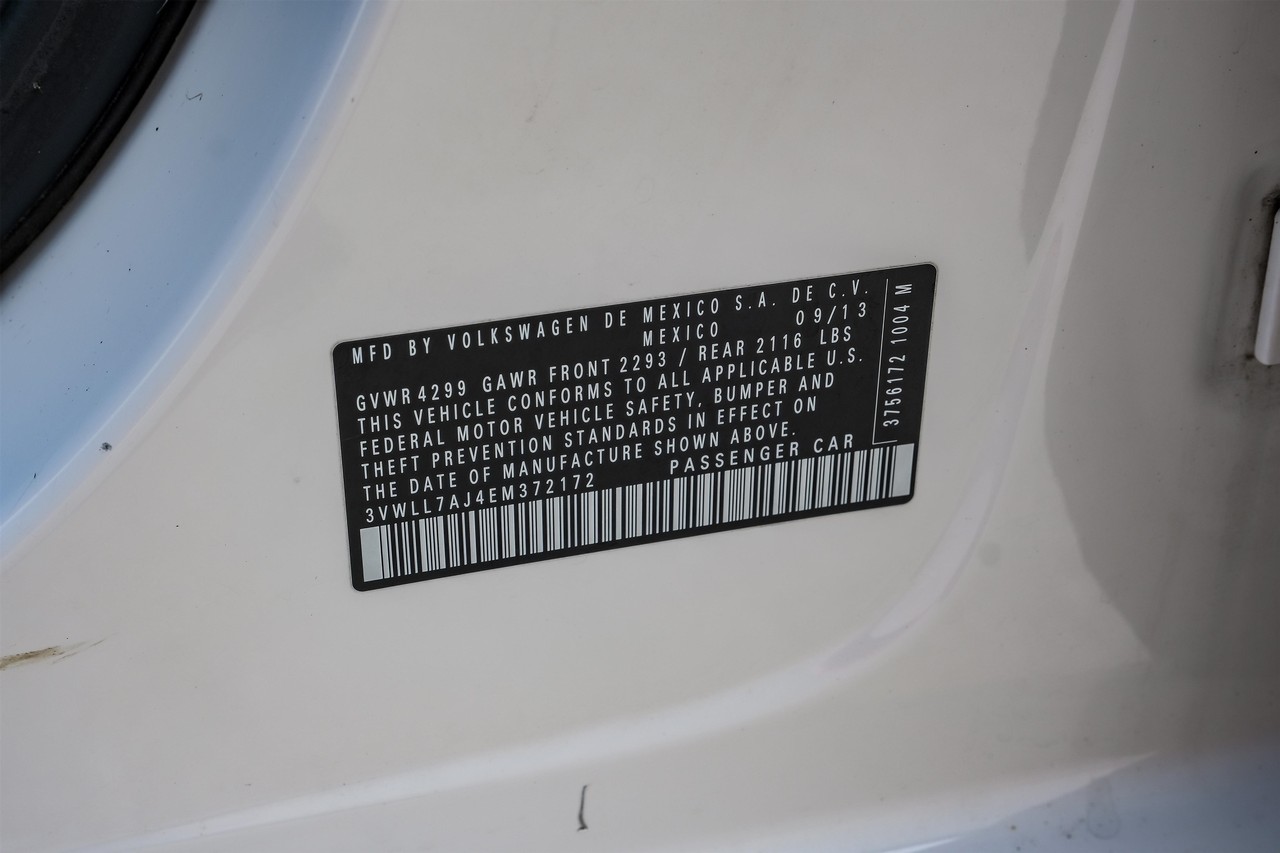 MFD BY VOLKSWAGEN DE MEXICO S.A. DE C.V.
MEXICO 09/13
GVWR 4299 GAWR FRONT 2293 / REAR 2116 LBS
THIS VEHICLE CONFORMS TO ALL APPLICABLE U.S.
FEDERAL MOTOR VEHICLE SAFETY, BUMPER AND
THEFT PREVENTION STANDARDS IN EFFECT ON
THE DATE OF MANUFACTURE SHOWN ABOVE.
3VWLL7AJ4EM372172 PASSENGER CAR
3756172 1004 M